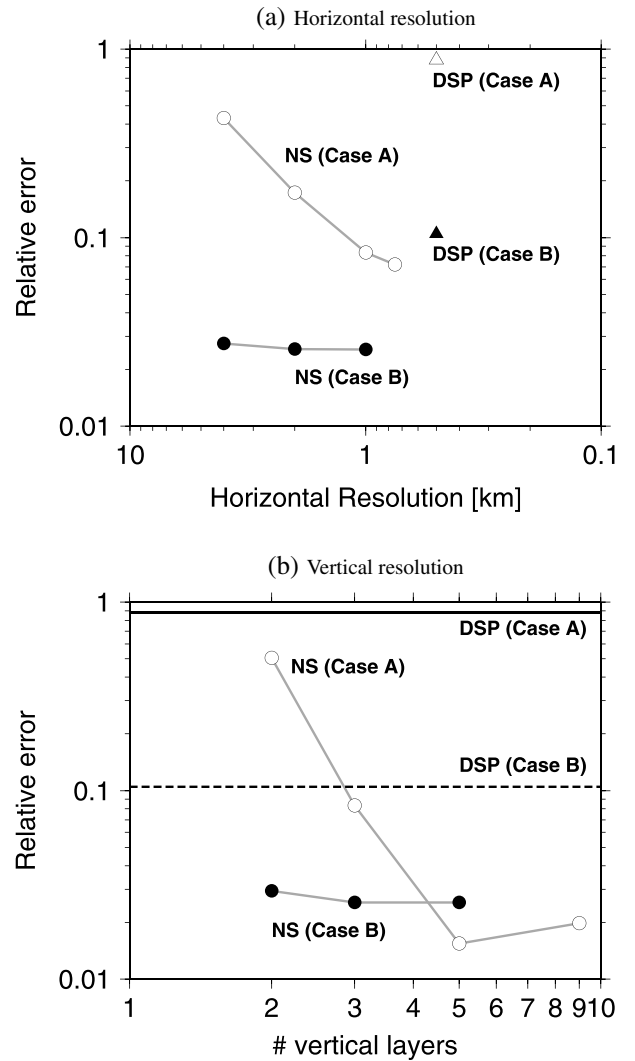 (a) Horizontal resolution
1
DSP (Case A)
NS (Case A)
Relative error
0.1
DSP (Case B)
NS (Case B)
0.01
10 1 0.1
Horizontal Resolution [km]
(b) Vertical resolution
1
DSP (Case A)
NS (Case A)
DSP (Case B)
Relative error
0.1
NS (Case B)
0.01
1 2 3 4 5 6 7 8 9 10
# vertical layers